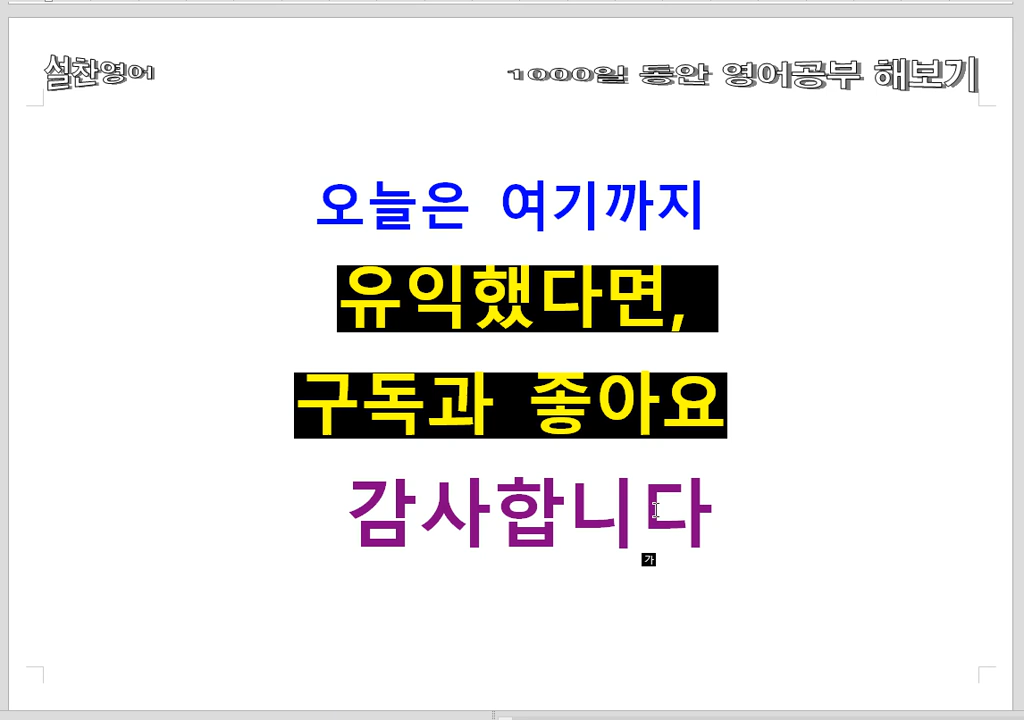 설찬영어
1000일 동안 영어공부 해보기
오늘은 여기까지
유익했다면,
구독과 좋아요
감사합니다
가